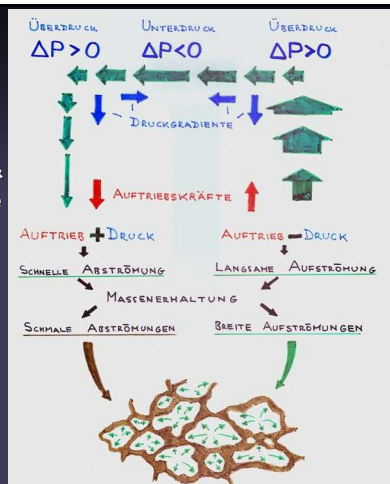 ÜBERDRUCK UNTERDRUCK ÜBERDRUCK
ΔP>0 ΔP<0 ΔP>0
DRUCKGRADIENTE
AUFTRIEBSKRÄFTE
AUFTRIEB + DRUCK AUFTRIEB - DRUCK
SCHNELLE ABSTRÖMUNG LANGSAME AUFSTRÖMUNG
MASSENERHALTUNG
SCHMALE ABSTRÖMUNGEN BREITE AUFSTRÖMUNGEN